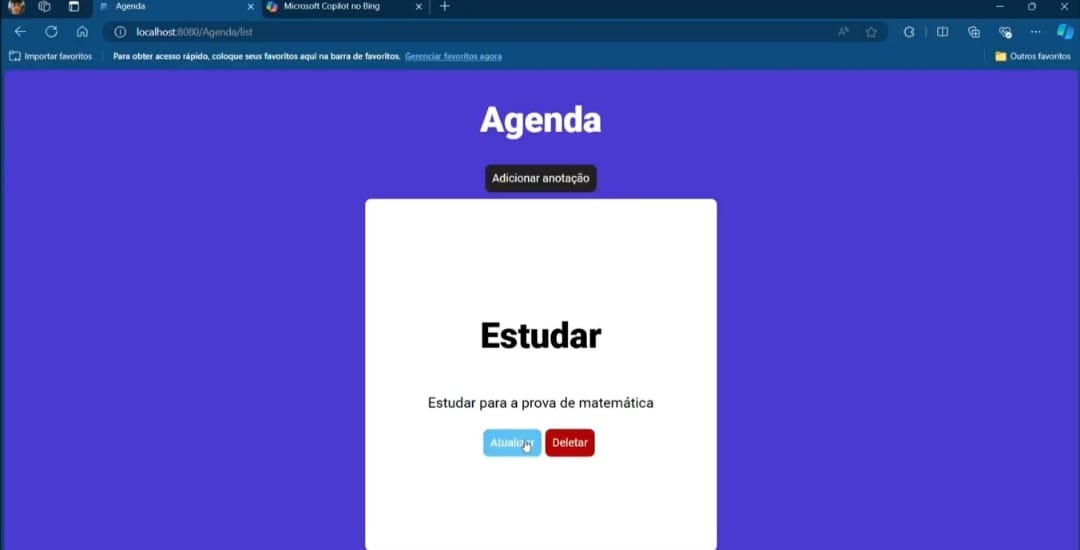 Agenda
Microsoft Copilot no Bing
localhost:8080/Agenda/list
Importar favoritos
Para obter acesso rápido, coloque seus favoritos aqui na barra de favoritos. Gerenciar favoritos agora
Outros favoritos
Agenda
Adicionar anotação
Estudar
Estudar para a prova de matemática
Atualizar Deletar